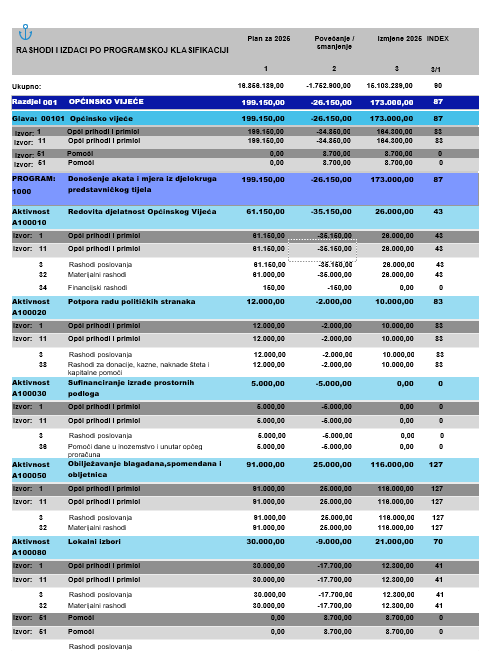 Plan za 2025 Povećanje / smanjenje Izmjene 2025 INDEX
RASHODI I IZDACI PO PROGRAMSKOJ KLASIFIKACIJI
1 2 3 3/1
Ukupno: 16.856.139,00 -1.752.900,00 15.103.239,00 90
Razdjel 001 OPĆINSKO VIJEĆE 199.150,00 -26.150,00 173.000,00 87
Glava: 00101 Općinsko vijeće 199.150,00 -26.150,00 173.000,00 87
Izvor: 1 Opći prihodi i primici 199.150,00 -34.850,00 164.300,00 83
Izvor: 11 Opći prihodi i primici 199.150,00 -34.850,00 164.300,00 83
Izvor: 51 Pomoći 0,00 8.700,00 8.700,00 0
Izvor: 51 Pomoći 0,00 8.700,00 8.700,00 0
PROGRAM: Donošenje akata i mjera iz djelokruga 199.150,00 -26.150,00 173.000,00 87
1000 predstavničkog tijela
Aktivnost Redovita djelatnost Općinskog Vijeća 61.150,00 -35.150,00 26.000,00 43
A100010
Izvor: 1 Opći prihodi i primici 61.150,00 -35.150,00 26.000,00 43
Izvor: 11 Opći prihodi i primici 61.150,00 -35.150,00 26.000,00 43
3 Rashodi poslovanja 61.150,00 -35.150,00 26.000,00 43
32 Materijalni rashodi 61.000,00 -35.000,00 26.000,00 43
34 Financijski rashodi 150,00 -150,00 0,00 0
Aktivnost Potpora radu političkih stranaka 12.000,00 -2.000,00 10.000,00 83
A100020
Izvor: 1 Opći prihodi i primici 12.000,00 -2.000,00 10.000,00 83
Izvor: 11 Opći prihodi i primici 12.000,00 -2.000,00 10.000,00 83
3 Rashodi poslovanja 12.000,00 -2.000,00 10.000,00 83
38 Rashodi za donacije, kazne, naknade šteta i 12.000,00 -2.000,00 10.000,00 83
kapitalne pomoći
Aktivnost Sufinanciranje izrade prostornih 5.000,00 -5.000,00 0,00 0
A100030 podloga
Izvor: 1 Opći prihodi i primici 5.000,00 -5.000,00 0,00 0
Izvor: 11 Opći prihodi i primici 5.000,00 -5.000,00 0,00 0
3 Rashodi poslovanja 5.000,00 -5.000,00 0,00 0
36 Pomoći dane u inozemstvo i unutar općeg 5.000,00 -5.000,00 0,00 0
proračuna
Aktivnost Obilježavanje blagadana,spomendana i 91.000,00 25.000,00 116.000,00 127
A100050 obljetnica
Izvor: 1 Opći prihodi i primici 91.000,00 25.000,00 116.000,00 127
Izvor: 11 Opći prihodi i primici 91.000,00 25.000,00 116.000,00 127
3 Rashodi poslovanja 91.000,00 25.000,00 116.000,00 127
32 Materijalni rashodi 91.000,00 25.000,00 116.000,00 127
Aktivnost Lokalni izbori 30.000,00 -9.000,00 21.000,00 70
A100080
Izvor: 1 Opći prihodi i primici 30.000,00 -17.700,00 12.300,00 41
Izvor: 11 Opći prihodi i primici 30.000,00 -17.700,00 12.300,00 41
3 Rashodi poslovanja 30.000,00 -17.700,00 12.300,00 41
32 Materijalni rashodi 30.000,00 -17.700,00 12.300,00 41
Izvor: 51 Pomoći 0,00 8.700,00 8.700,00 0
Izvor: 51 Pomoći 0,00 8.700,00 8.700,00 0
Rashodi poslovanja